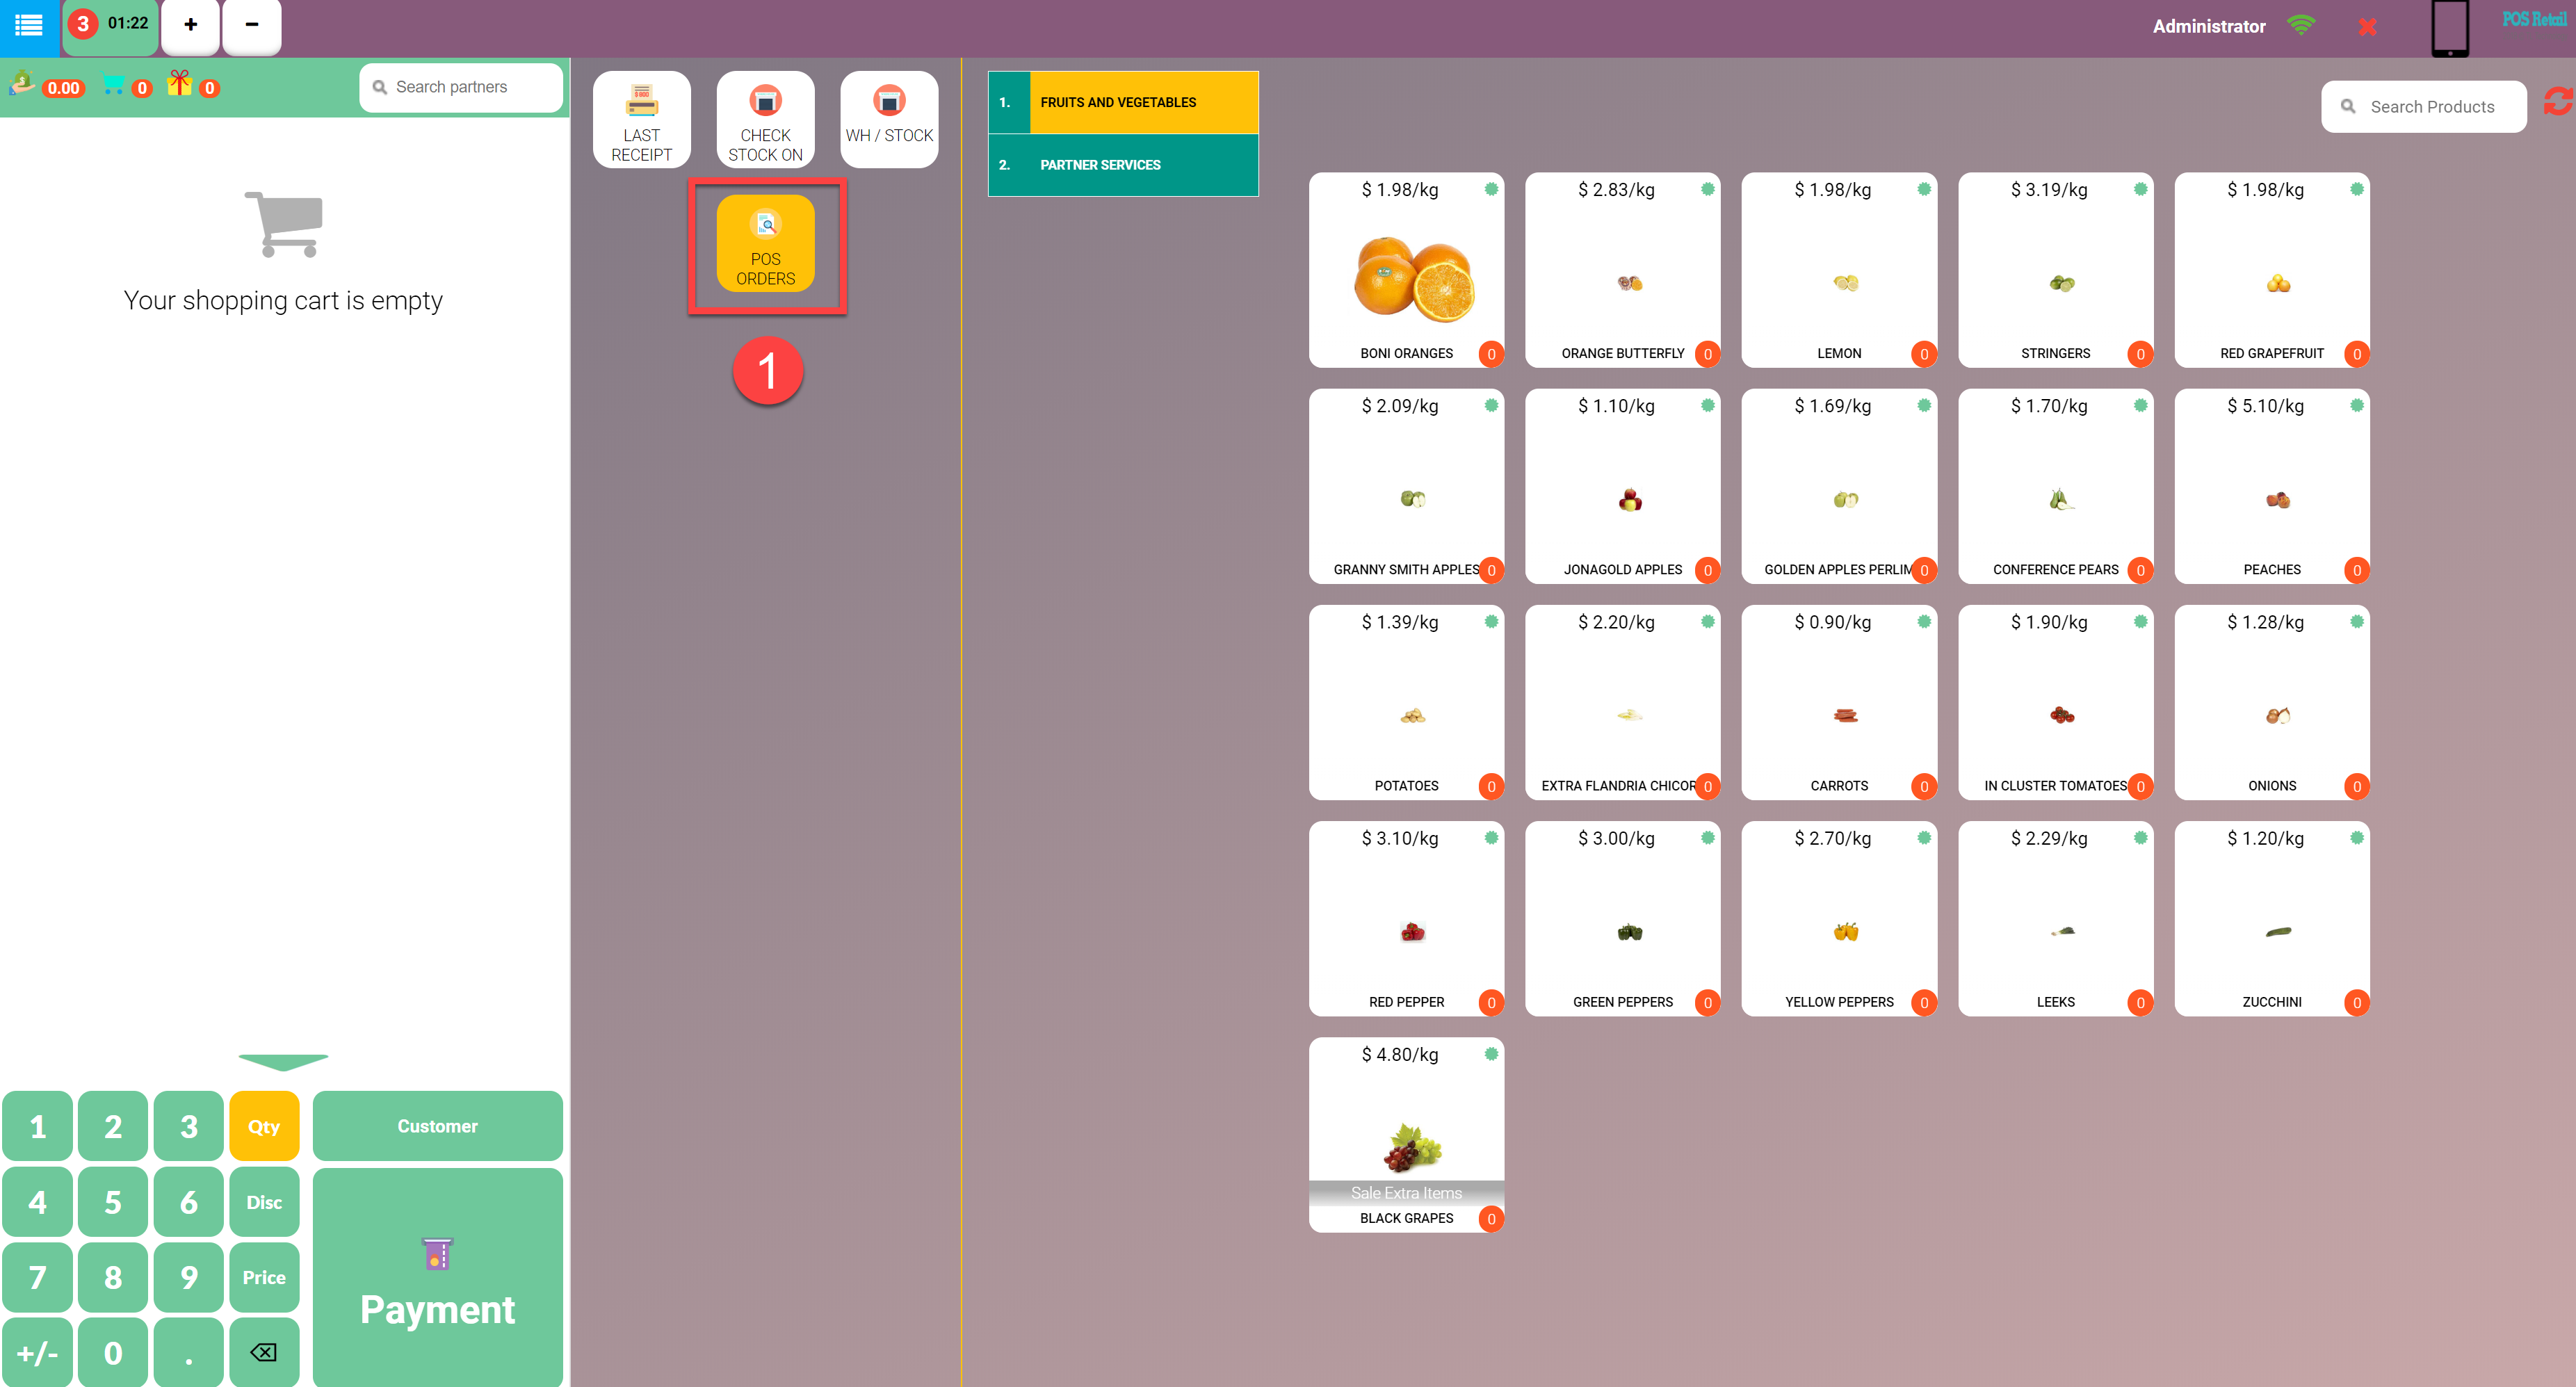 3 01:22 + −
Administrator
POS Retail
0.00 0 0
Search partners
Your shopping cart is empty
LAST
RECEIPT
CHECK
STOCK ON
WH / STOCK
POS
ORDERS
1
1. FRUITS AND VEGETABLES
2. PARTNER SERVICES
Search Products
$ 1.98/kg
BONI ORANGES 0
$ 2.83/kg
ORANGE BUTTERFLY 0
$ 1.98/kg
LEMON 0
$ 3.19/kg
STRINGERS 0
$ 1.98/kg
RED GRAPEFRUIT 0
$ 2.09/kg
GRANNY SMITH APPLES 0
$ 1.10/kg
JONAGOLD APPLES 0
$ 1.69/kg
GOLDEN APPLES PERLIM 0
$ 1.70/kg
CONFERENCE PEARS 0
$ 5.10/kg
PEACHES 0
$ 1.39/kg
POTATOES 0
$ 2.20/kg
EXTRA FLANDRIA CHICOR 0
$ 0.90/kg
CARROTS 0
$ 1.90/kg
IN CLUSTER TOMATOES 0
$ 1.28/kg
ONIONS 0
$ 3.10/kg
RED PEPPER 0
$ 3.00/kg
GREEN PEPPERS 0
$ 2.70/kg
YELLOW PEPPERS 0
$ 2.29/kg
LEEKS 0
$ 1.20/kg
ZUCCHINI 0
$ 4.80/kg
Sale Extra Items
BLACK GRAPES 0
1 2 3 Qty
4 5 6 Disc
7 8 9 Price
+/- 0 .
Customer
Payment